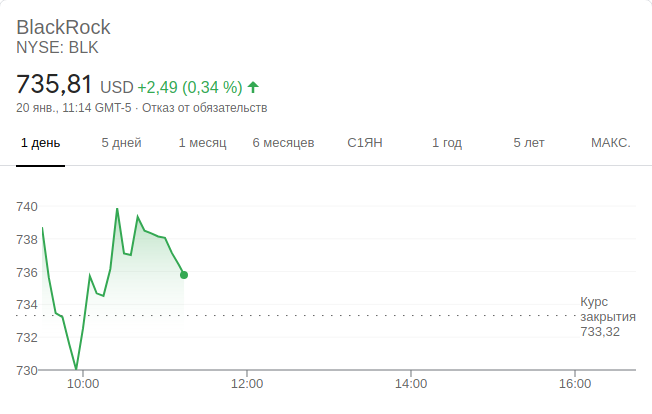 BlackRock
NYSE: BLK
735,81 USD +2,49 (0,34 %)
20 янв., 11:14 GMT-5 · Отказ от обязательств
1 день 5 дней 1 месяц 6 месяцев С1ЯН 1 год 5 лет МАКС.
740
738
736
734
732
730
Курс
закрытия
733,32
10:00 12:00 14:00 16:00